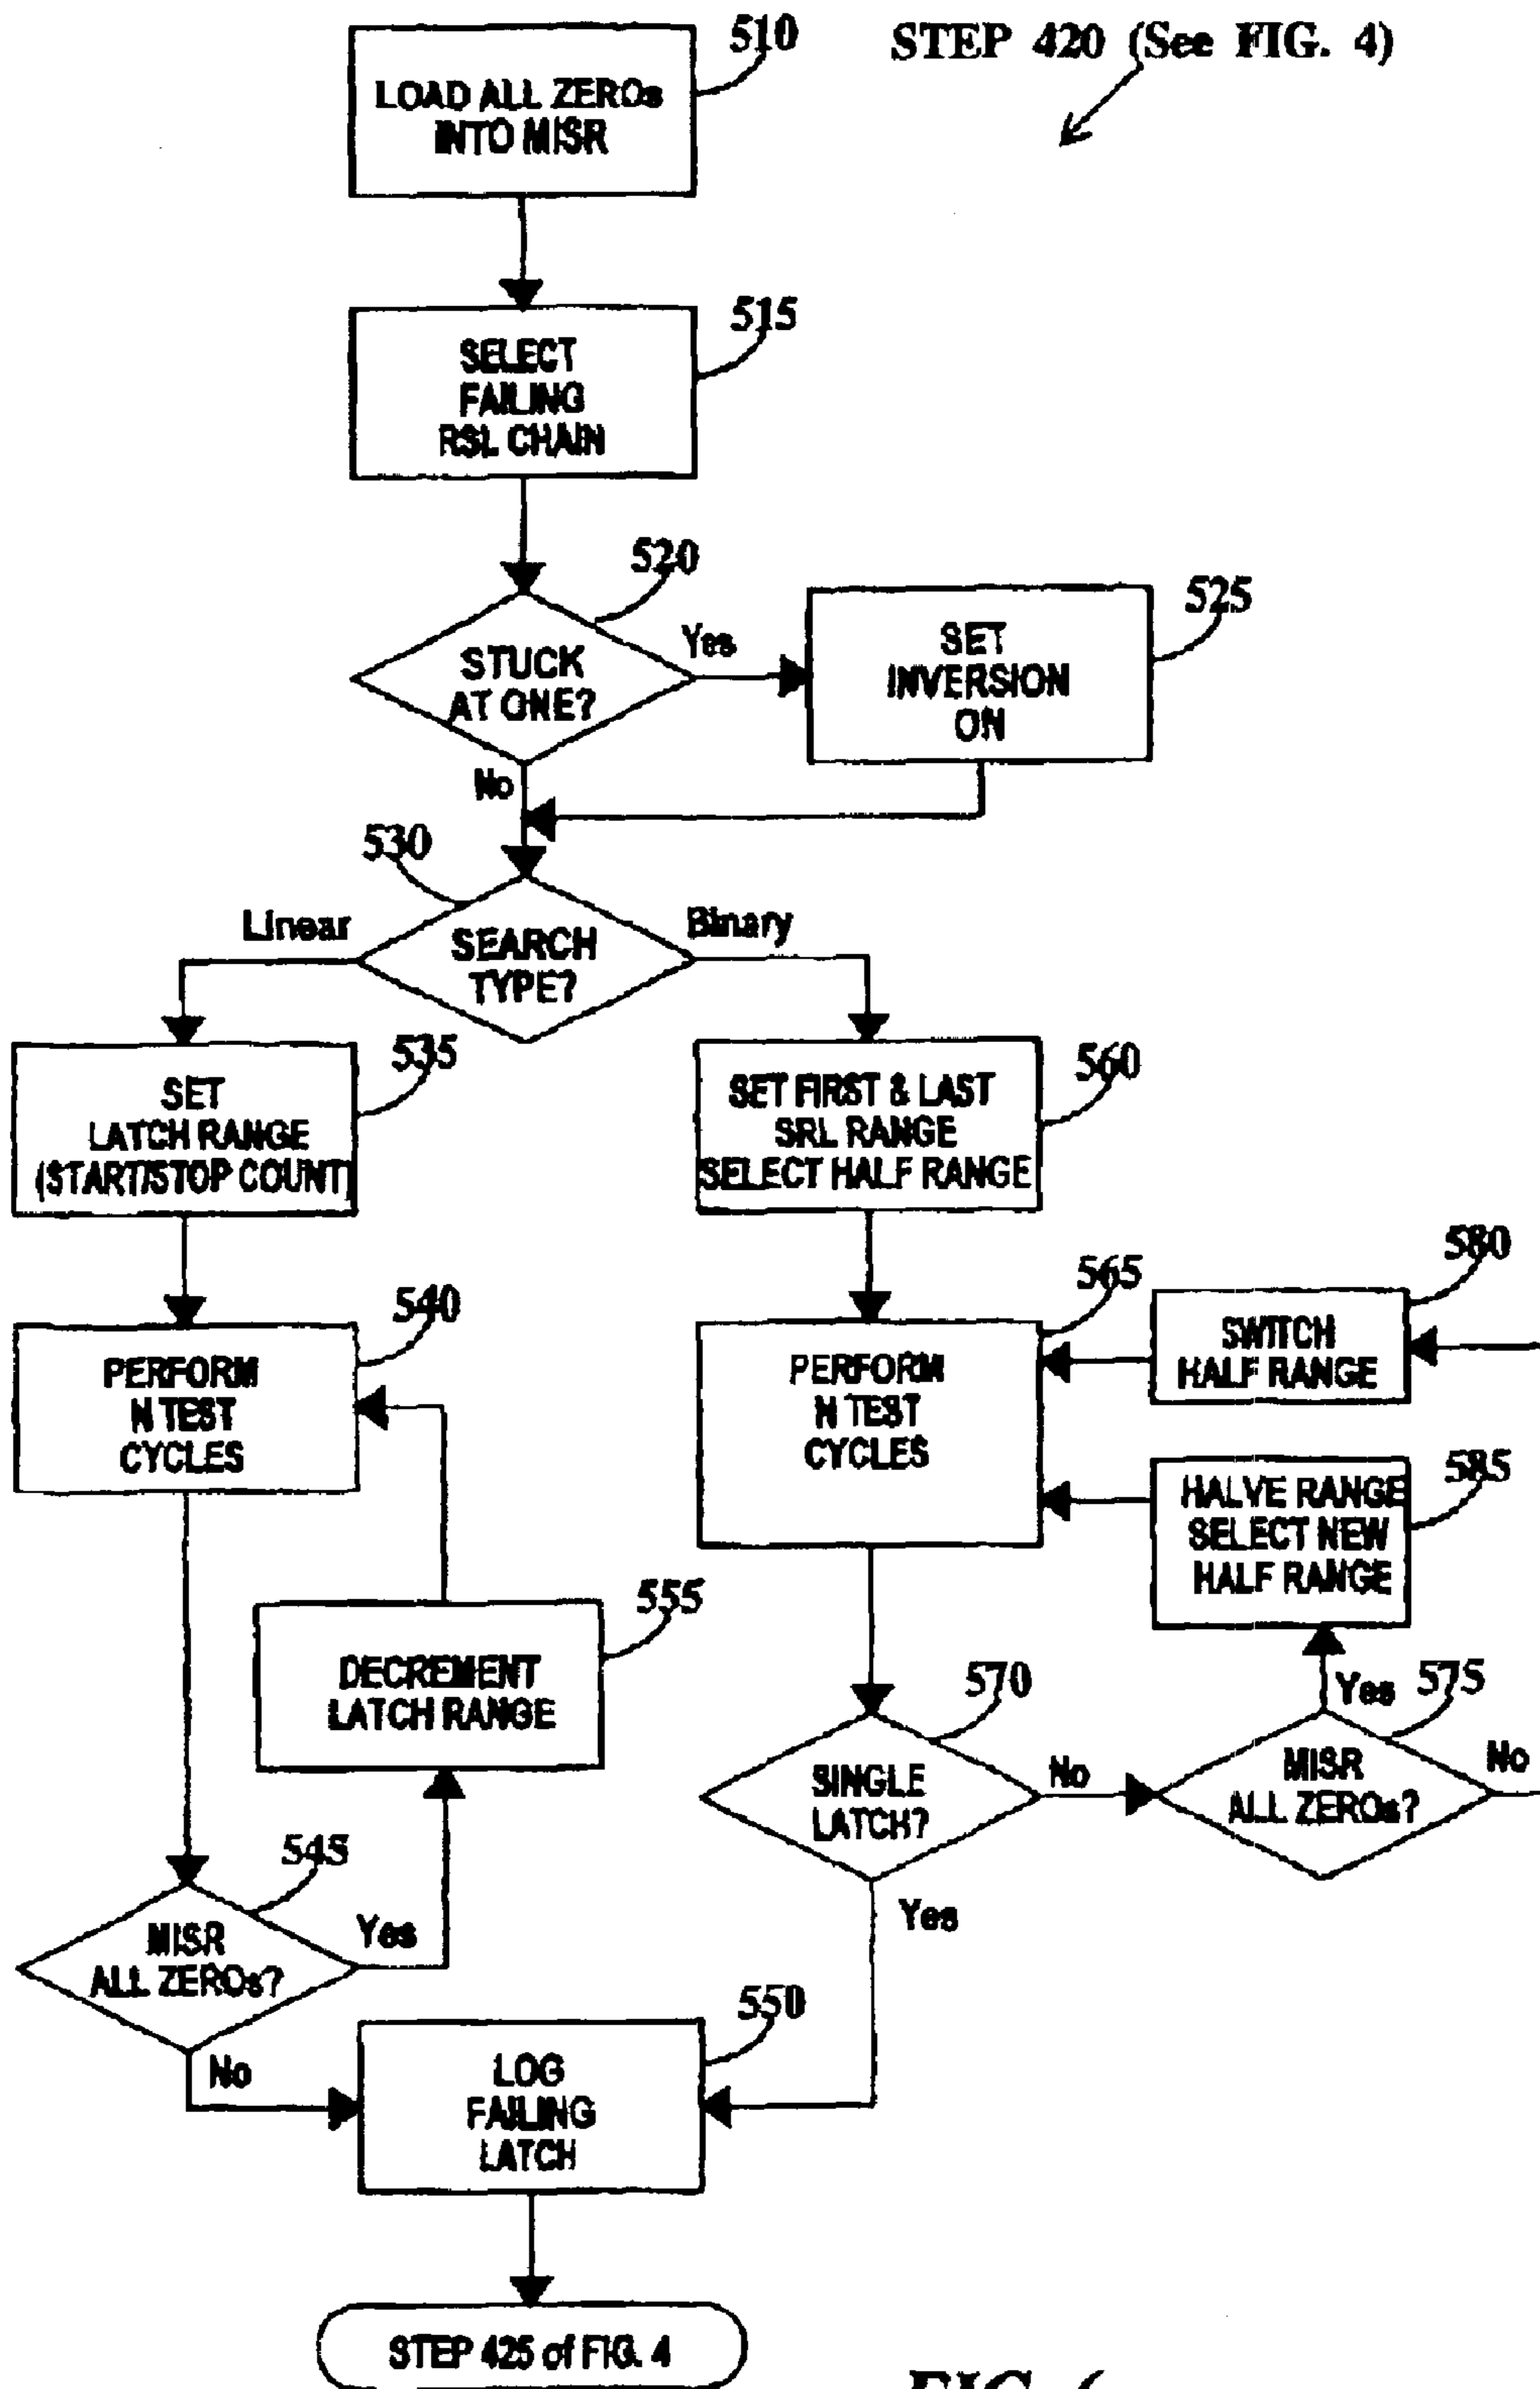 510
STEP 420 (See FIG. 4)
LOAD ALL ZEROs
INTO MISR
515
SELECT
FAILING
RSL CHAIN
520
STUCK
AT ONE?
Yes
No
525
SET
INVERSION
ON
530
SEARCH
TYPE?
Linear
Binary
535
SET
LATCH RANGE
(START/STOP COUNT)
560
SET FIRST & LAST
SRL RANGE
SELECT HALF RANGE
540
PERFORM
N TEST
CYCLES
565
PERFORM
N TEST
CYCLES
580
SWITCH
HALF RANGE
585
HALVE RANGE
SELECT NEW
HALF RANGE
555
DECREMENT
LATCH RANGE
570
SINGLE
LATCH?
No
Yes
575
MISR
ALL ZEROs?
Yes
No
545
MISR
ALL ZEROs?
Yes
No
550
LOG
FAILING
LATCH
STEP 425 of FIG. 4